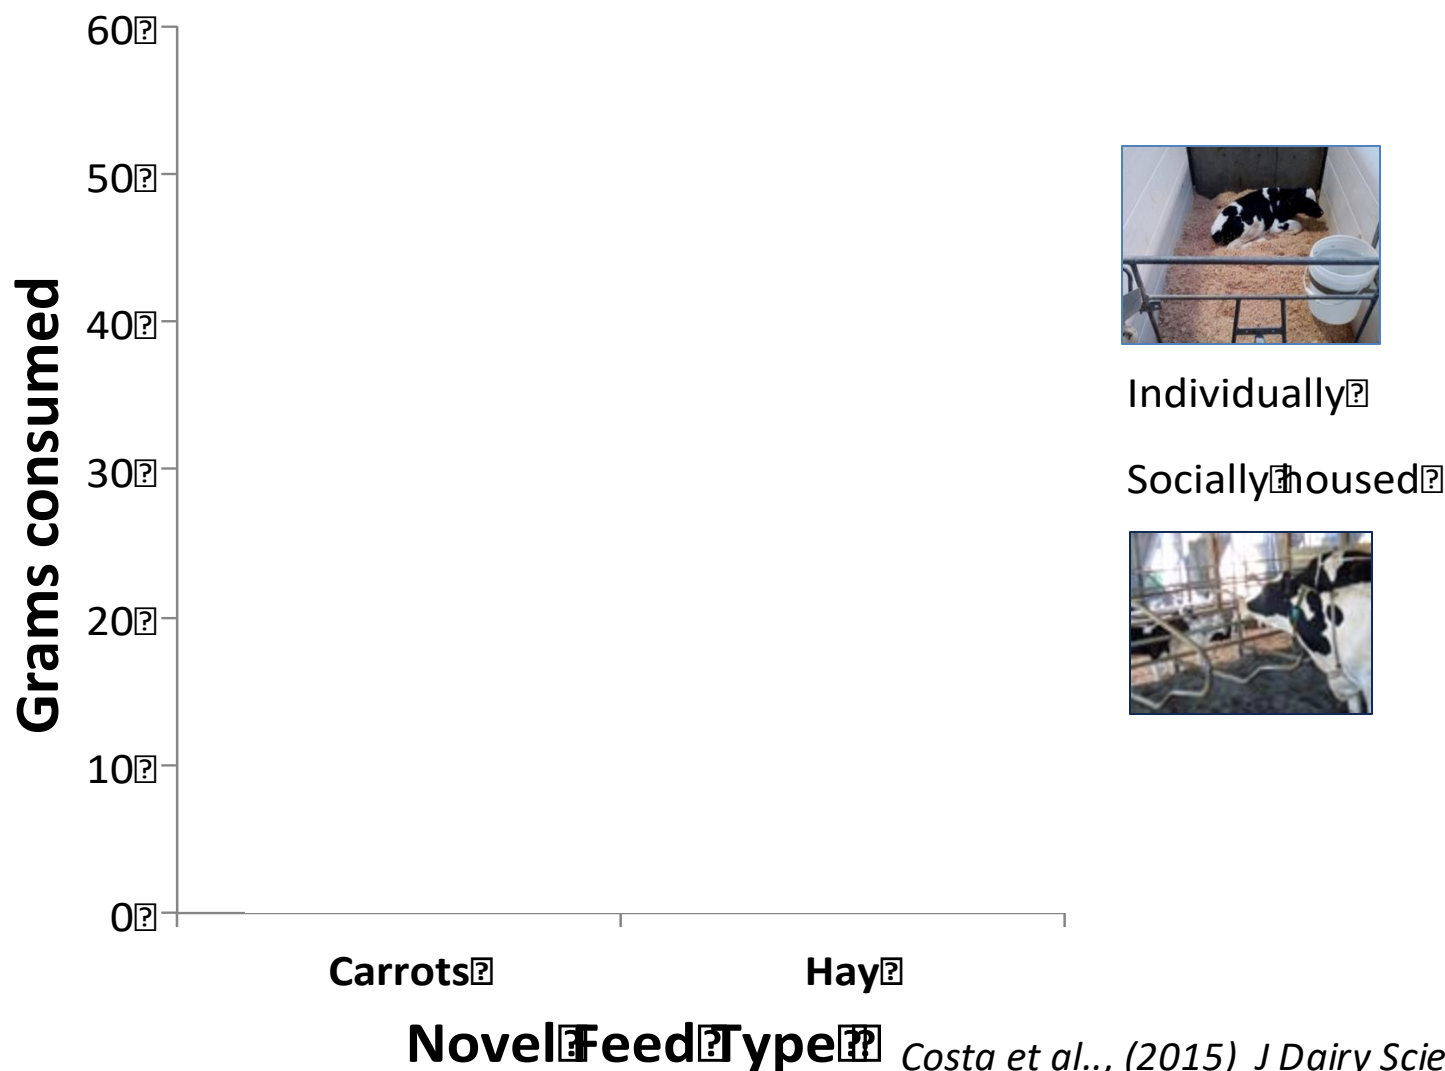 60
50
40
30
20
10
0
Grams consumed
Carrots
Hay
Novel Feed Type
Individually
Socially housed
Costa et al.., (2015) J Dairy Scie